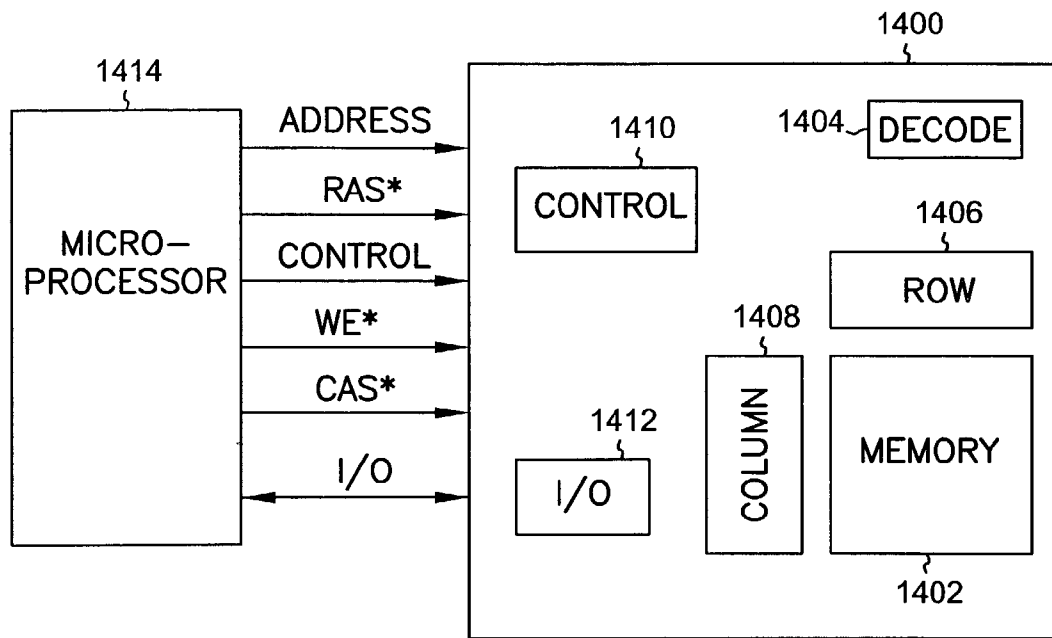 1400
1414
ADDRESS
1410
1404
DECODE
RAS*
CONTROL
1406
MICRO-
PROCESSOR
CONTROL
ROW
1408
WE*
CAS*
COLUMN
MEMORY
1412
I/O
I/O
1402